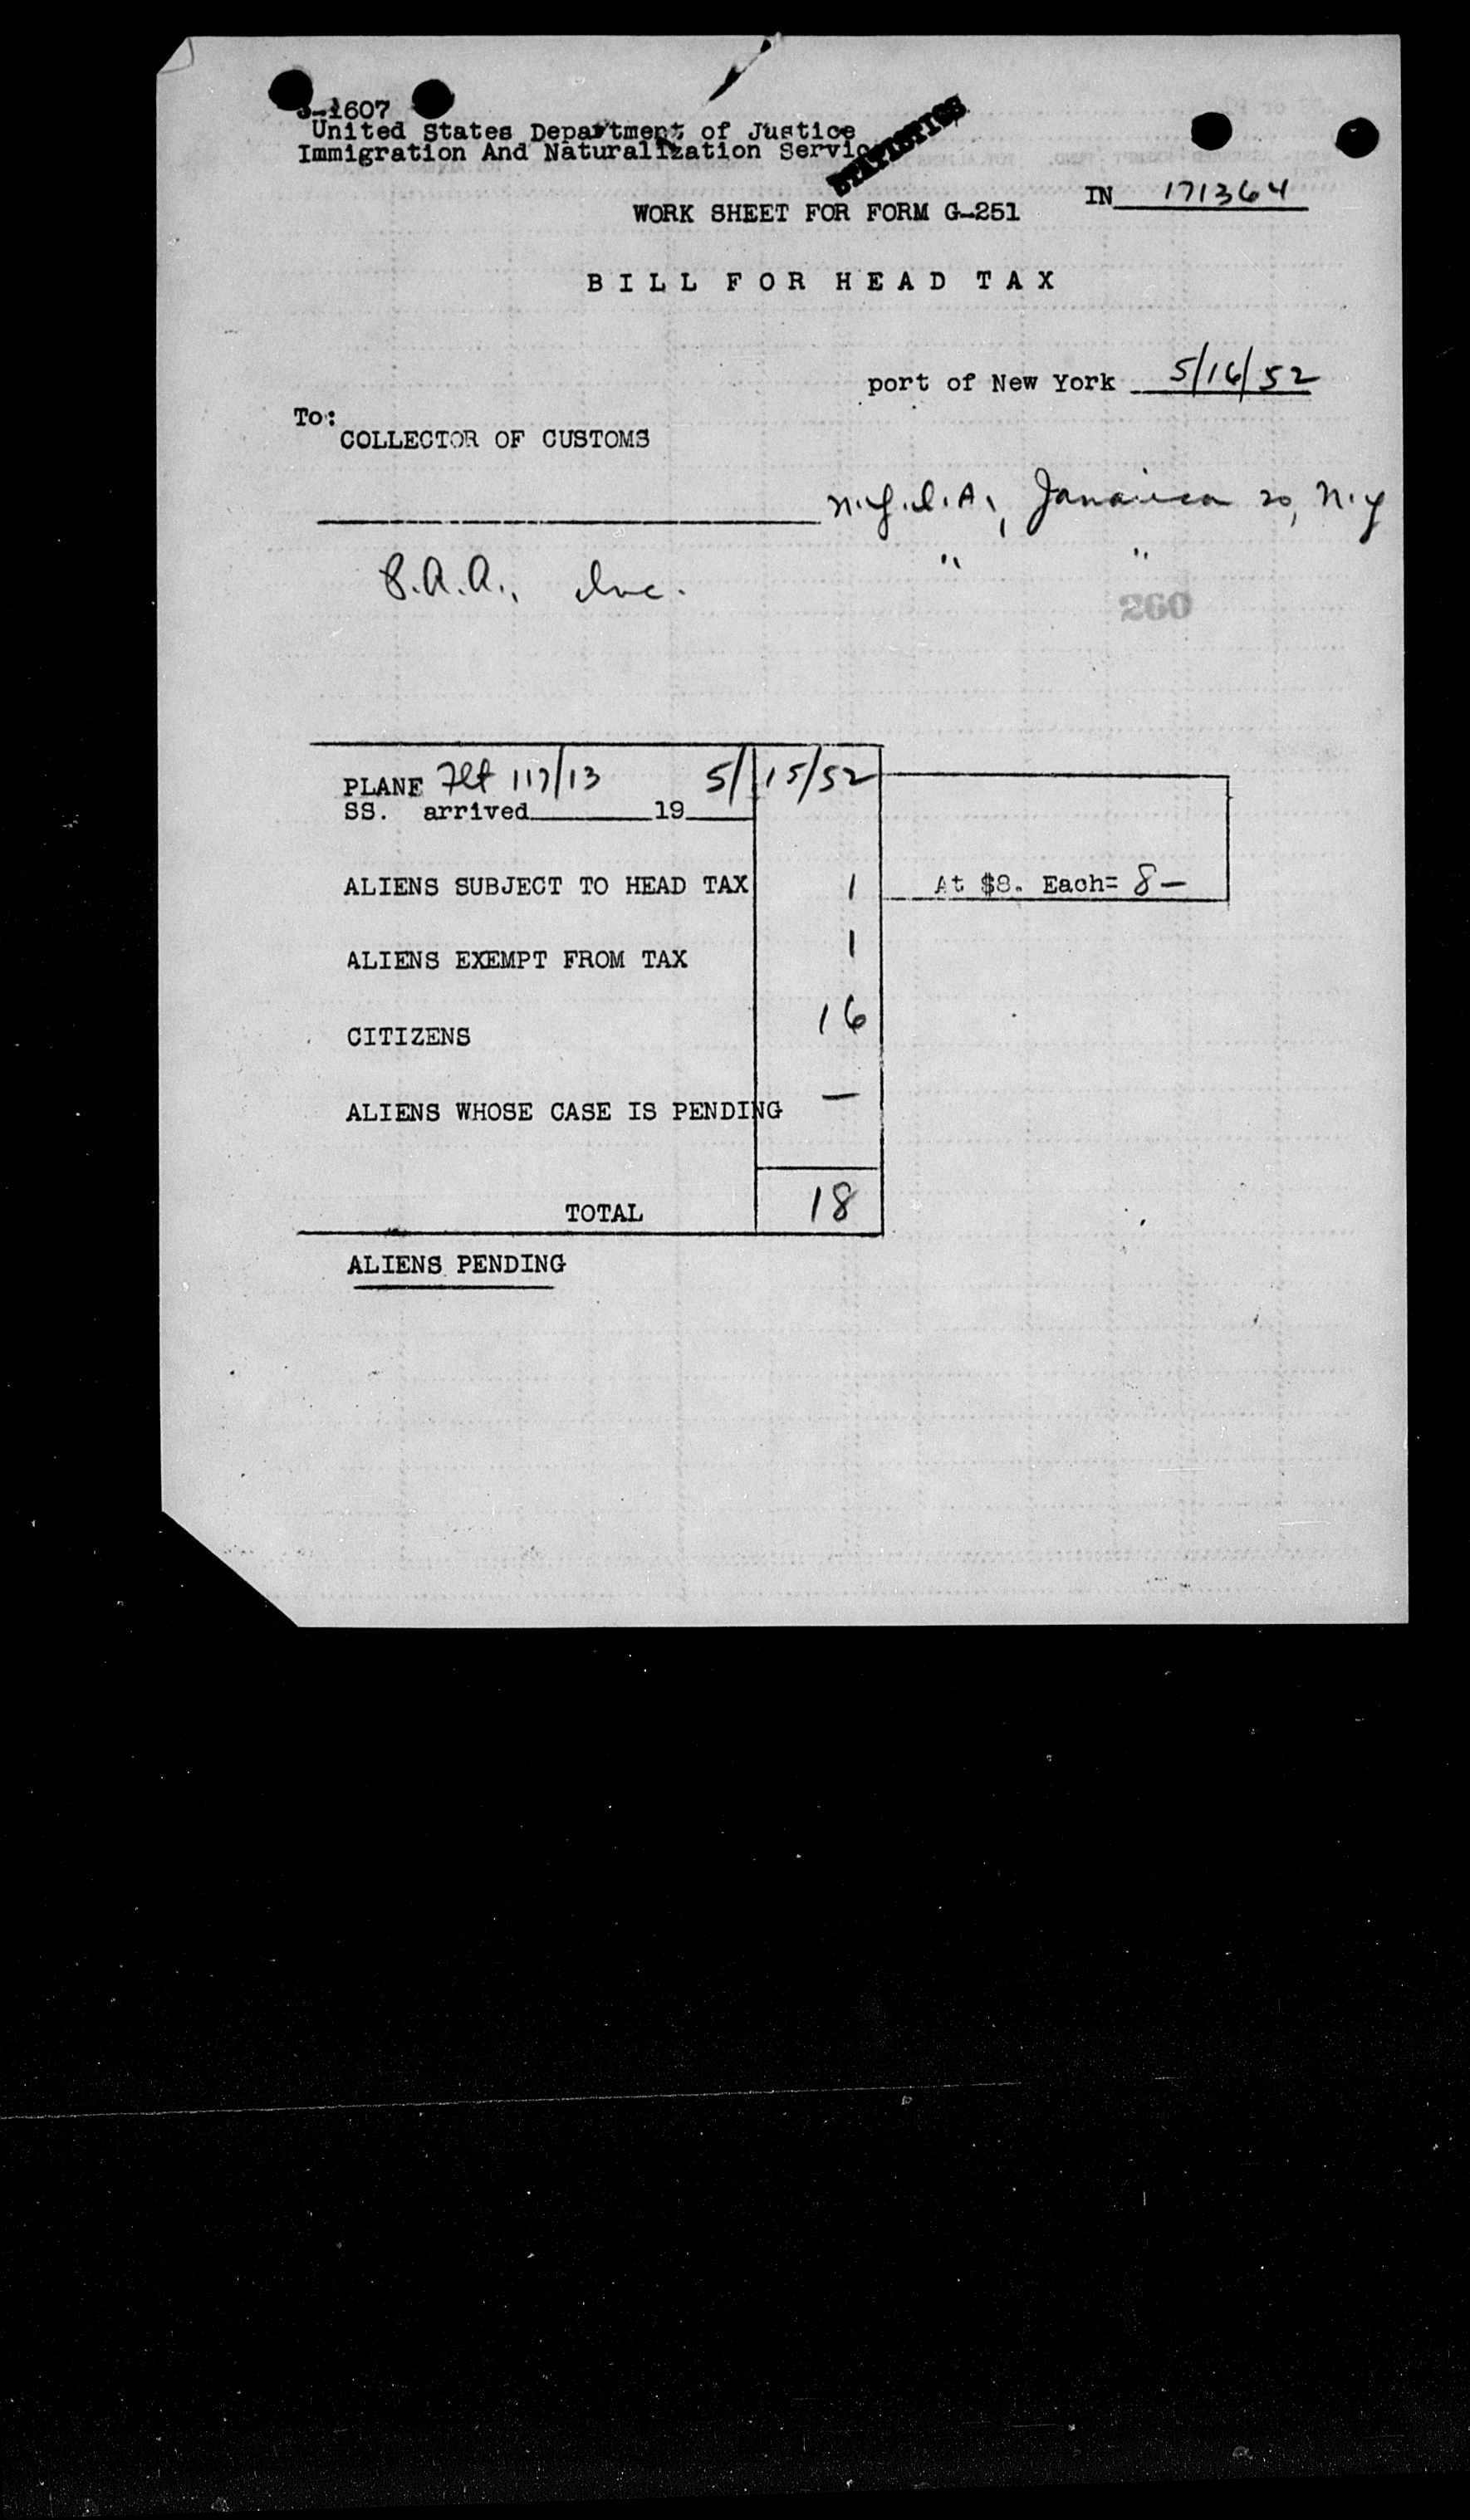 3-1607
United States Department of Justice
Immigration And Naturalization Service
STATISTICS
IN 171364
WORK SHEET FOR FORM G-251
BILL FOR HEAD TAX
port of New York 5/16/52
To:
COLLECTOR OF CUSTOMS
N.Y.I.A., Jamaica 20, N.Y
P.A.A., Inc. " "
260
PLANE Flt 117/13 5/15/52
SS. arrived 19
ALIENS SUBJECT TO HEAD TAX 1 At $8. Each= 8 —
ALIENS EXEMPT FROM TAX 1
CITIZENS 16
ALIENS WHOSE CASE IS PENDING —
TOTAL 18
ALIENS PENDING